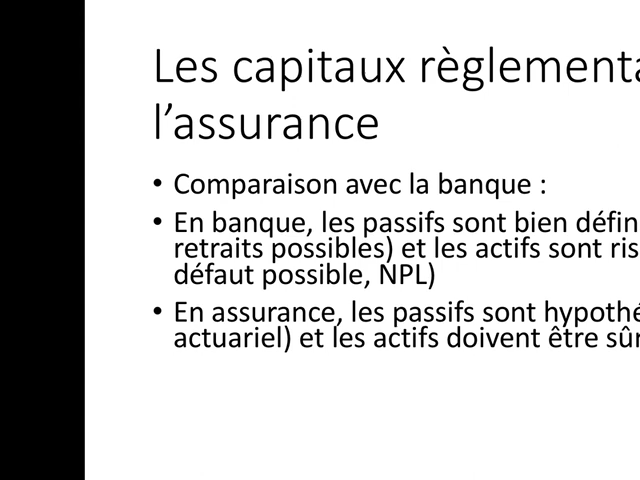 Les capitaux règlementa
l’assurance
• Comparaison avec la banque :
• En banque, les passifs sont bien défin
retraits possibles) et les actifs sont ris
défaut possible, NPL)
• En assurance, les passifs sont hypothé
actuariel) et les actifs doivent être sûr